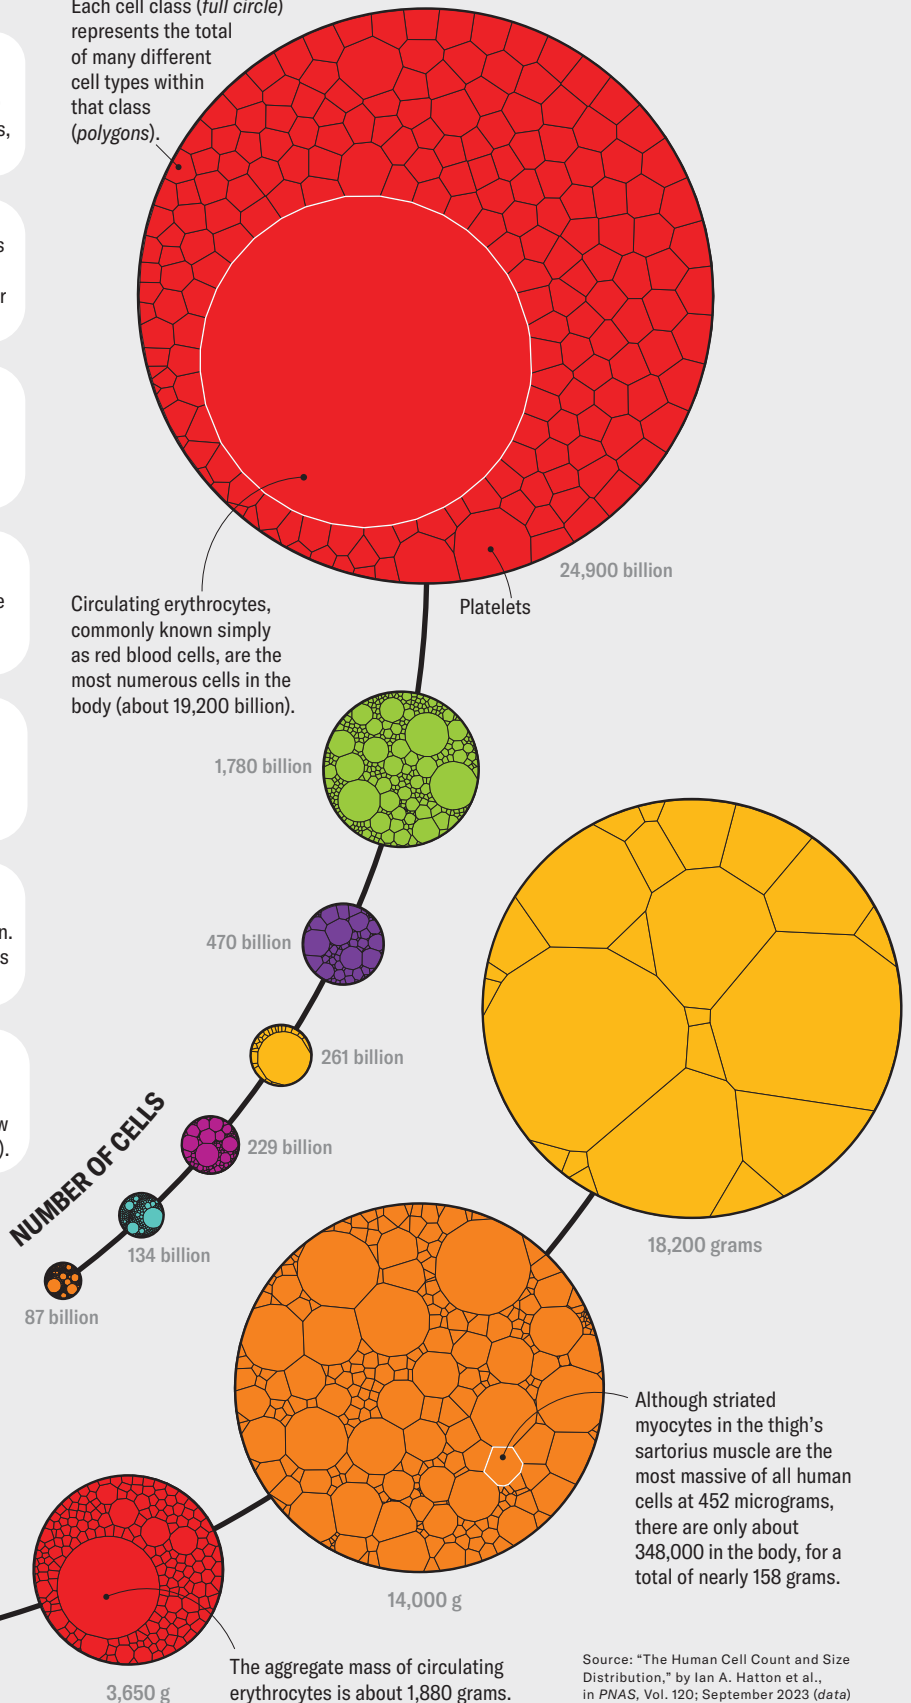 Each cell class (full circle)
represents the total
of many different
cell types within
that class
(polygons).
s,
s
r
e
n.
s
w
).
24,900 billion
Platelets
Circulating erythrocytes,
commonly known simply
as red blood cells, are the
most numerous cells in the
body (about 19,200 billion).
1,780 billion
470 billion
261 billion
229 billion
134 billion
87 billion
NUMBER OF CELLS
18,200 grams
14,000 g
Although striated
myocytes in the thigh’s
sartorius muscle are the
most massive of all human
cells at 452 micrograms,
there are only about
348,000 in the body, for a
total of nearly 158 grams.
3,650 g
The aggregate mass of circulating
erythrocytes is about 1,880 grams.
Source: “The Human Cell Count and Size
Distribution,” by Ian A. Hatton et al.,
in PNAS, Vol. 120; September 2023 (data)